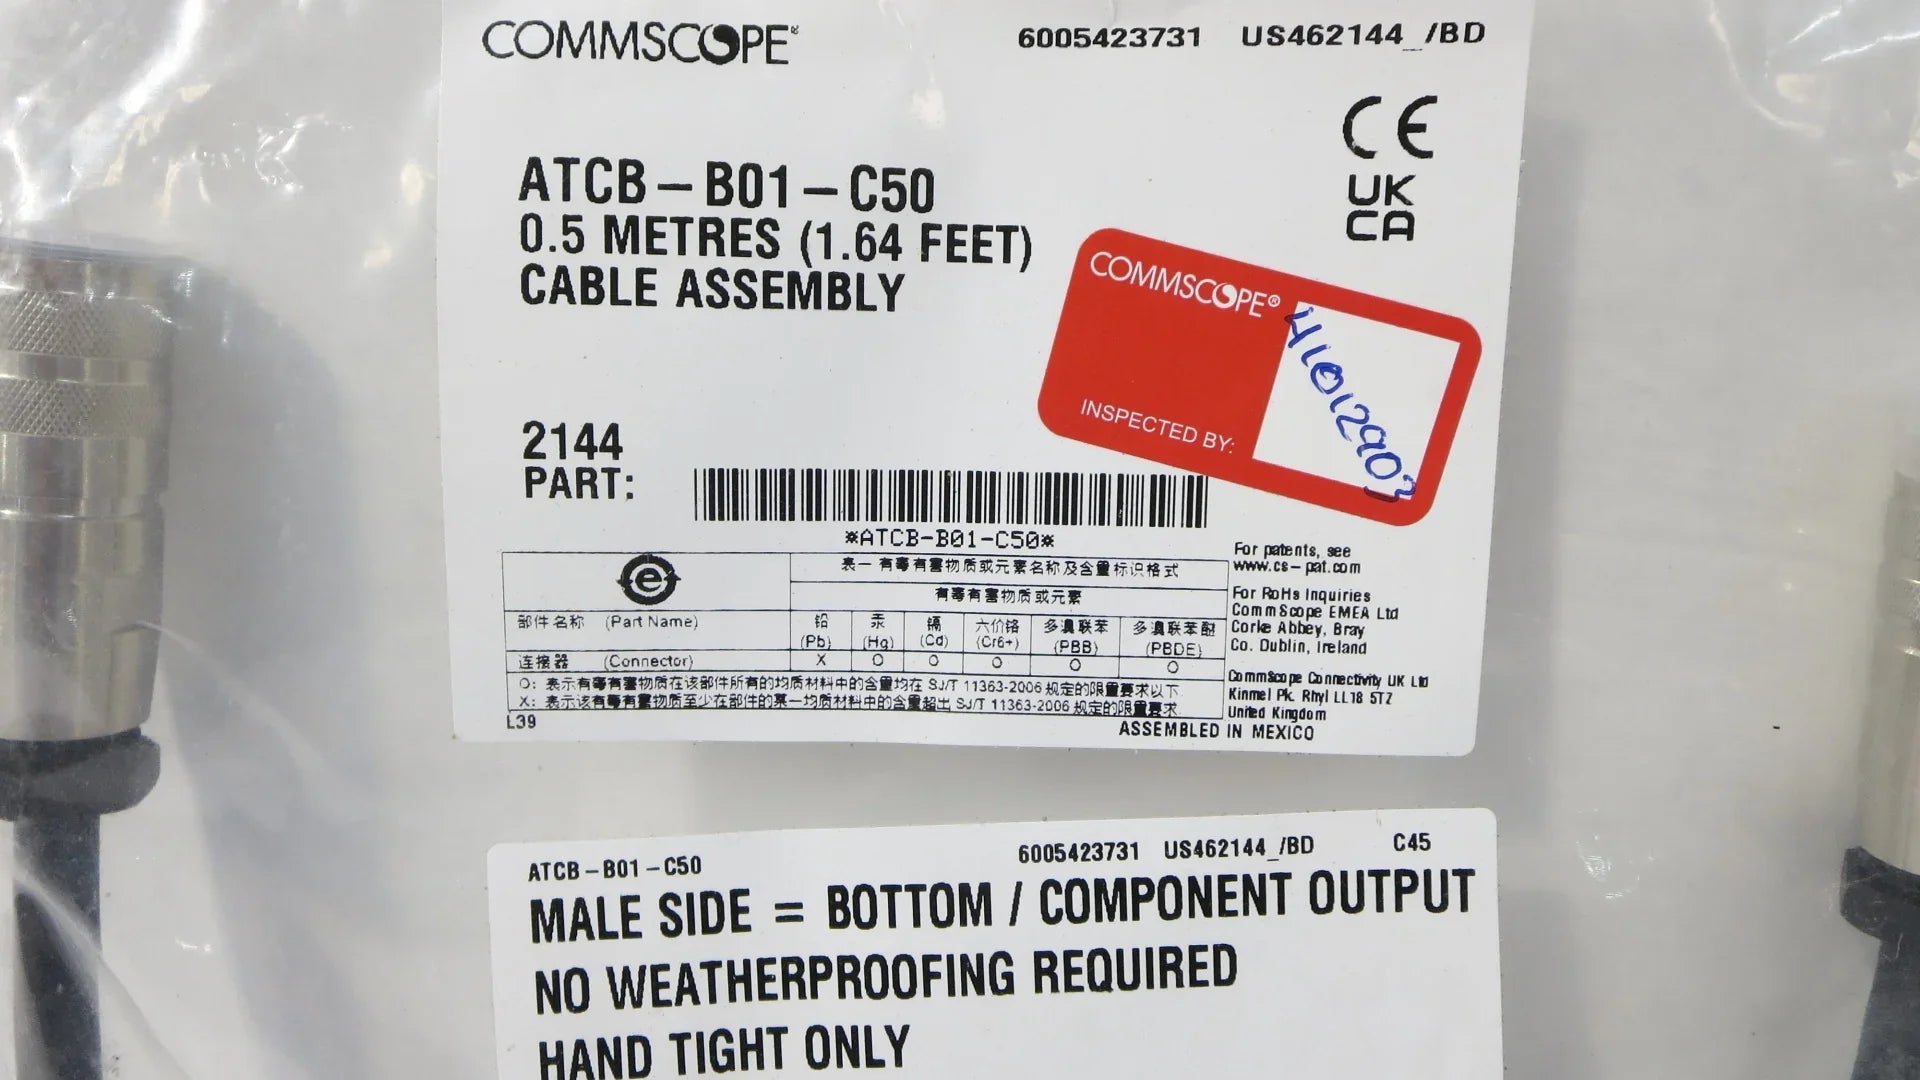 COMMSCOPE®
6005423731 US462144_/BD
CE
UK
CA
ATCB-B01-C50
0.5 METRES (1.64 FEET)
CABLE ASSEMBLY
COMMSCOPE®
INSPECTED BY:
41012903
2144
PART:
*ATCB-B01-C50*
e
表一 有毒有害物质或元素名称及含量标识格式
有毒有害物质或元素
部件名称 (Part Name) 铅 (Pb) 汞 (Hg) 镉 (Cd) 六价铬 (Cr6+) 多溴联苯 (PBB) 多溴联苯醚 (PBDE)
连接器 (Connector) X O O O O O
O: 表示有毒有害物质在该部件所有的均质材料中的含量均在 SJ/T 11363-2006 规定的限量要求以下
X: 表示该有毒有害物质至少在部件的某一均质材料中的含量超出 SJ/T 11363-2006 规定的限量要求
L39
For patents, see
www.cs-pat.com
For RoHs Inquiries
CommScope EMEA Ltd
Corke Abbey, Bray
Co. Dublin, Ireland
CommScope Connectivity UK Ltd
Kinmel Pk. Rhyl LL18 5TZ
United Kingdom
ASSEMBLED IN MEXICO
ATCB-B01-C50 6005423731 US462144_/BD C45
MALE SIDE = BOTTOM / COMPONENT OUTPUT
NO WEATHERPROOFING REQUIRED
HAND TIGHT ONLY